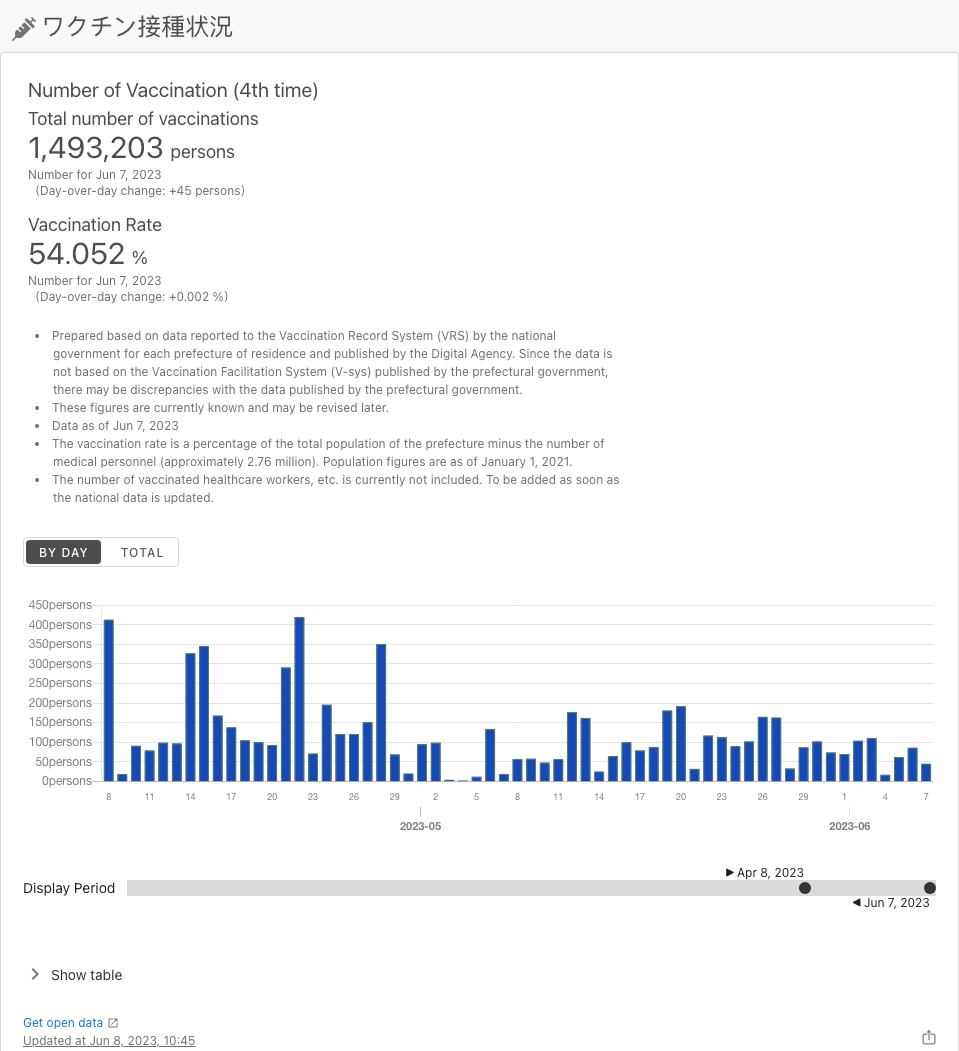 ワクチン接種状況
Number of Vaccination (4th time)
Total number of vaccinations
1,493,203 persons
Number for Jun 7, 2023
(Day-over-day change: +45 persons)
Vaccination Rate
54.052 %
Number for Jun 7, 2023
(Day-over-day change: +0.002 %)
• Prepared based on data reported to the Vaccination Record System (VRS) by the national
government for each prefecture of residence and published by the Digital Agency. Since the data is
not based on the Vaccination Facilitation System (V-sys) published by the prefectural government,
there may be discrepancies with the data published by the prefectural government.
• These figures are currently known and may be revised later.
• Data as of Jun 7, 2023
• The vaccination rate is a percentage of the total population of the prefecture minus the number of
medical personnel (approximately 2.76 million). Population figures are as of January 1, 2021.
• The number of vaccinated healthcare workers, etc. is currently not included. To be added as soon as
the national data is updated.
BY DAY TOTAL
450persons
400persons
350persons
300persons
250persons
200persons
150persons
100persons
50persons
0persons
8 11 14 17 20 23 26 29 2 5 8 11 14 17 20 23 26 29 1 4 7
2023-05 2023-06
Apr 8, 2023
Display Period
Jun 7, 2023
Show table
Get open data
Updated at Jun 8, 2023, 10:45